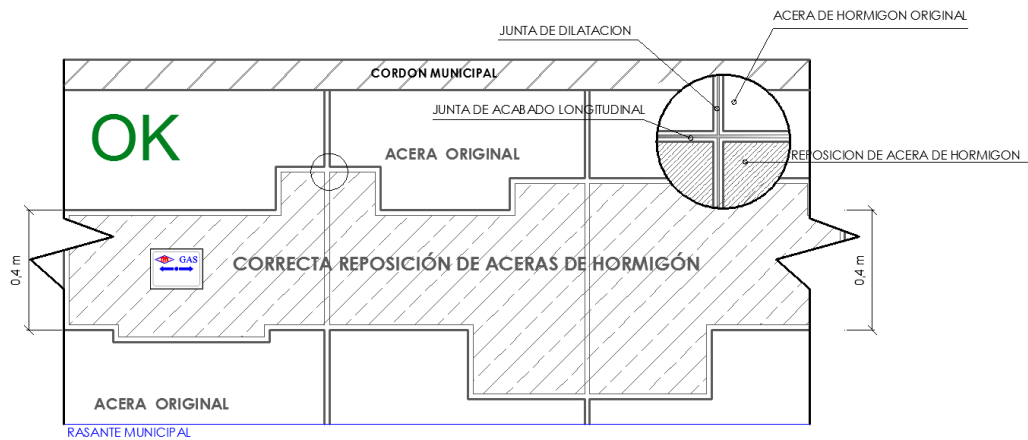 ACERA DE HORMIGON ORIGINAL
JUNTA DE DILATACION
CORDON MUNICIPAL
JUNTA DE ACABADO LONGITUDINAL
OK
ACERA ORIGINAL
REPOSICION DE ACERA DE HORMIGON
0,4 m
GAS
CORRECTA REPOSICIÓN DE ACERAS DE HORMIGÓN
0,4 m
ACERA ORIGINAL
RASANTE MUNICIPAL